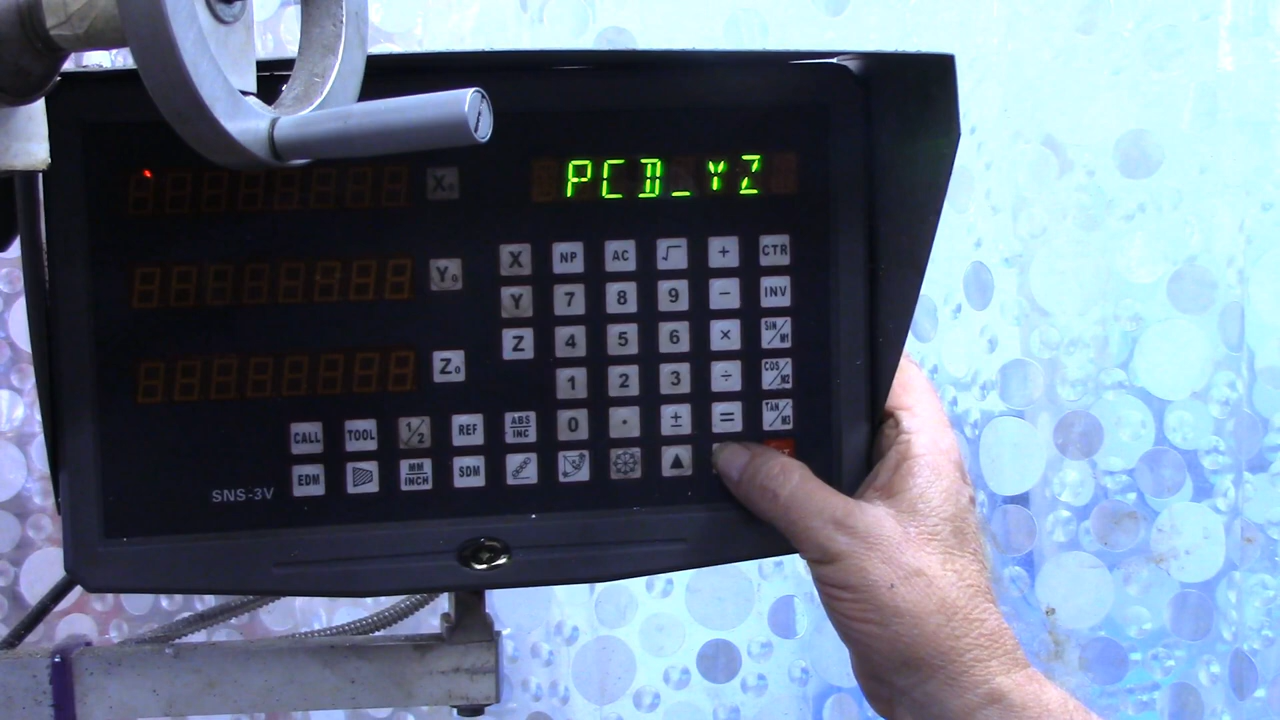 PCD_YZ
X₀
Y₀
Z₀
X NP AC √ + CTR
Y 7 8 9 − INV
Z 4 5 6 × SIN/M1
1 2 3 ÷ COS/M2
CALL TOOL 1/2 REF ABS/INC 0 · ± = TAN/M3
EDM MM/INCH SDM ▲
SNS-3V